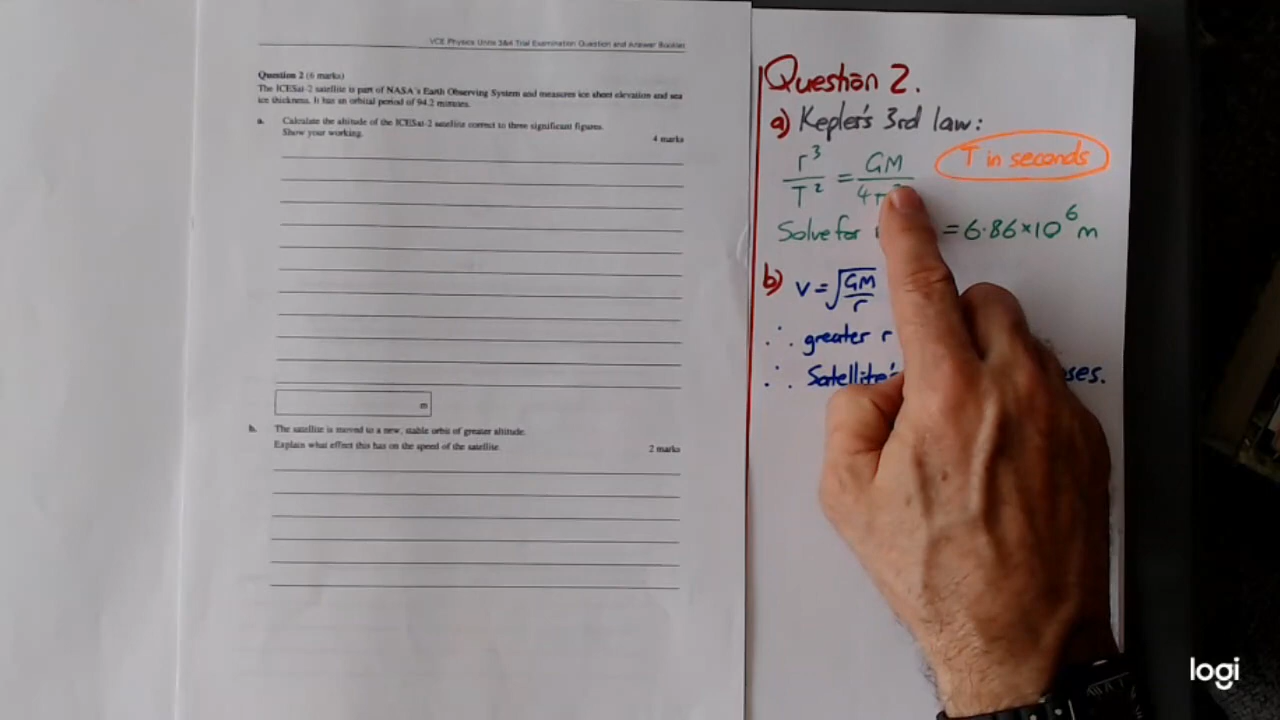 VCE Physics Units 3&4 Trial Examination Question and Answer Booklet
Question 2 (6 marks)
The ICESat-2 satellite is part of NASA's Earth Observing System and measures ice sheet elevation and sea
ice thickness. It has an orbital period of 94.2 minutes.
a. Calculate the altitude of the ICESat-2 satellite correct to three significant figures.
Show your working.
4 marks
m
b. The satellite is moved to a new, stable orbit of greater altitude.
Explain what effect this has on the speed of the satellite.
2 marks
Question 2.
a) Kepler's 3rd law:
r³/T² = GM/4π²
T in seconds
Solve for = 6.86×10⁶ m
b) v = √(GM/r)
∴ greater r
∴ Satellite's
logi